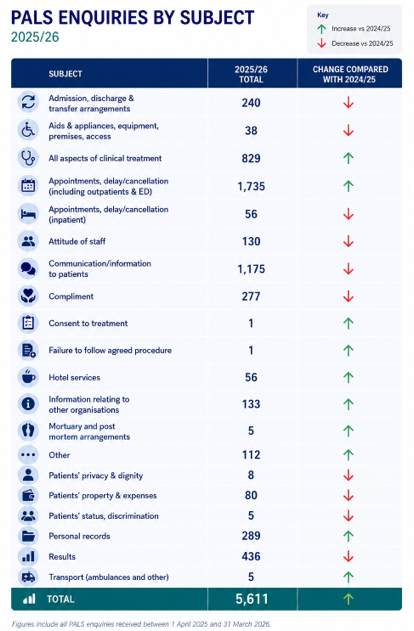 PALS ENQUIRIES BY SUBJECT
2025/26
Key
↑ Increase vs 2024/25
↓ Decrease vs 2024/25
SUBJECT 2025/26 TOTAL CHANGE COMPARED WITH 2024/25
Admission, discharge &
transfer arrangements 240 ↓
Aids & appliances, equipment,
premises, access 38 ↓
All aspects of clinical treatment 829 ↑
Appointments, delay/cancellation
(including outpatients & ED) 1,735 ↑
Appointments, delay/cancellation
(inpatient) 56 ↓
Attitude of staff 130 ↓
Communication/information
to patients 1,175 ↓
Compliment 277 ↓
Consent to treatment 1 ↑
Failure to follow agreed procedure 1 ↑
Hotel services 56 ↑
Information relating to
other organisations 133 ↑
Mortuary and post
mortem arrangements 5 ↑
Other 112 ↑
Patients' privacy & dignity 8 ↓
Patients' property & expenses 80 ↓
Patients' status, discrimination 5 ↓
Personal records 289 ↑
Results 436 ↓
Transport (ambulances and other) 5 ↑
TOTAL 5,611 ↑
Figures include all PALS enquiries received between 1 April 2025 and 31 March 2026.